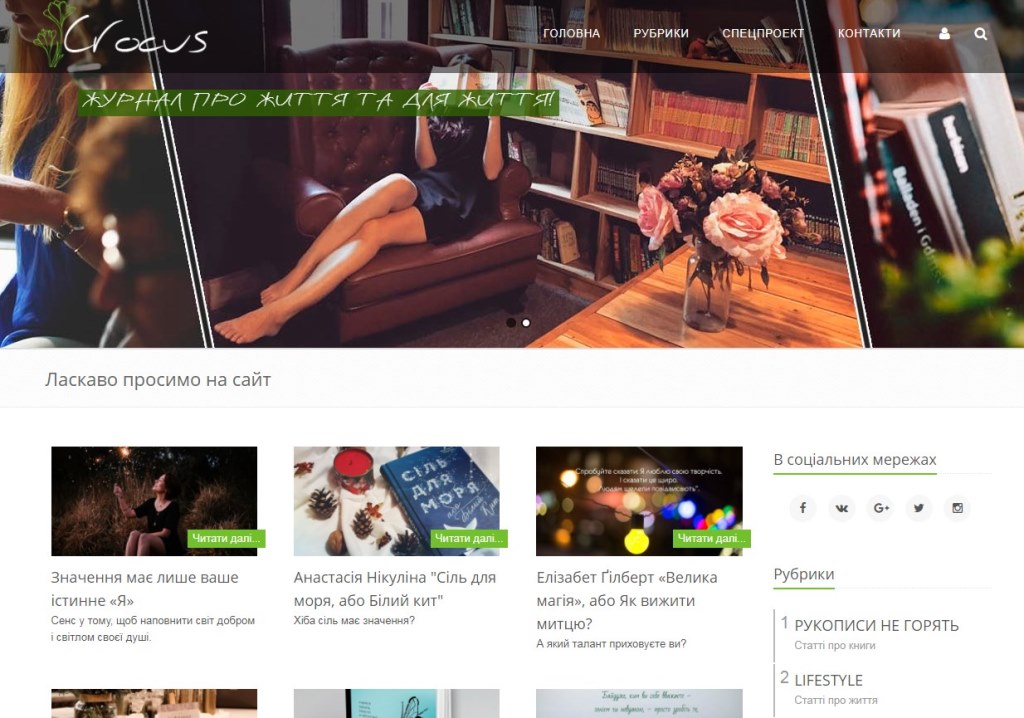 Crocus
ГОЛОВНА РУБРИКИ СПЕЦПРОЕКТ КОНТАКТИ
ЖУРНАЛ ПРО ЖИТТЯ ТА ДЛЯ ЖИТТЯ!
Ласкаво просимо на сайт
Читати далі...
Значення має лише ваше
істинне «Я»
Сенс у тому, щоб наповнити світ добром
і світлом своєї душі.
СІЛЬ
ДЛЯ
МОРЯ
Читати далі...
Анастасія Нікуліна "Сіль для
моря, або Білий кит"
Хіба сіль має значення?
Спробуйте сказати: Я люблю свою творчість.
І сказати це щиро.
Читати далі...
Елізабет Ґілберт «Велика
магія», або Як вижити
митцю?
А який талант приховуєте ви?
В соціальних мережах
Рубрики
1 РУКОПИСИ НЕ ГОРЯТЬ
Статті про книги
2 LIFESTYLE
Статті про життя